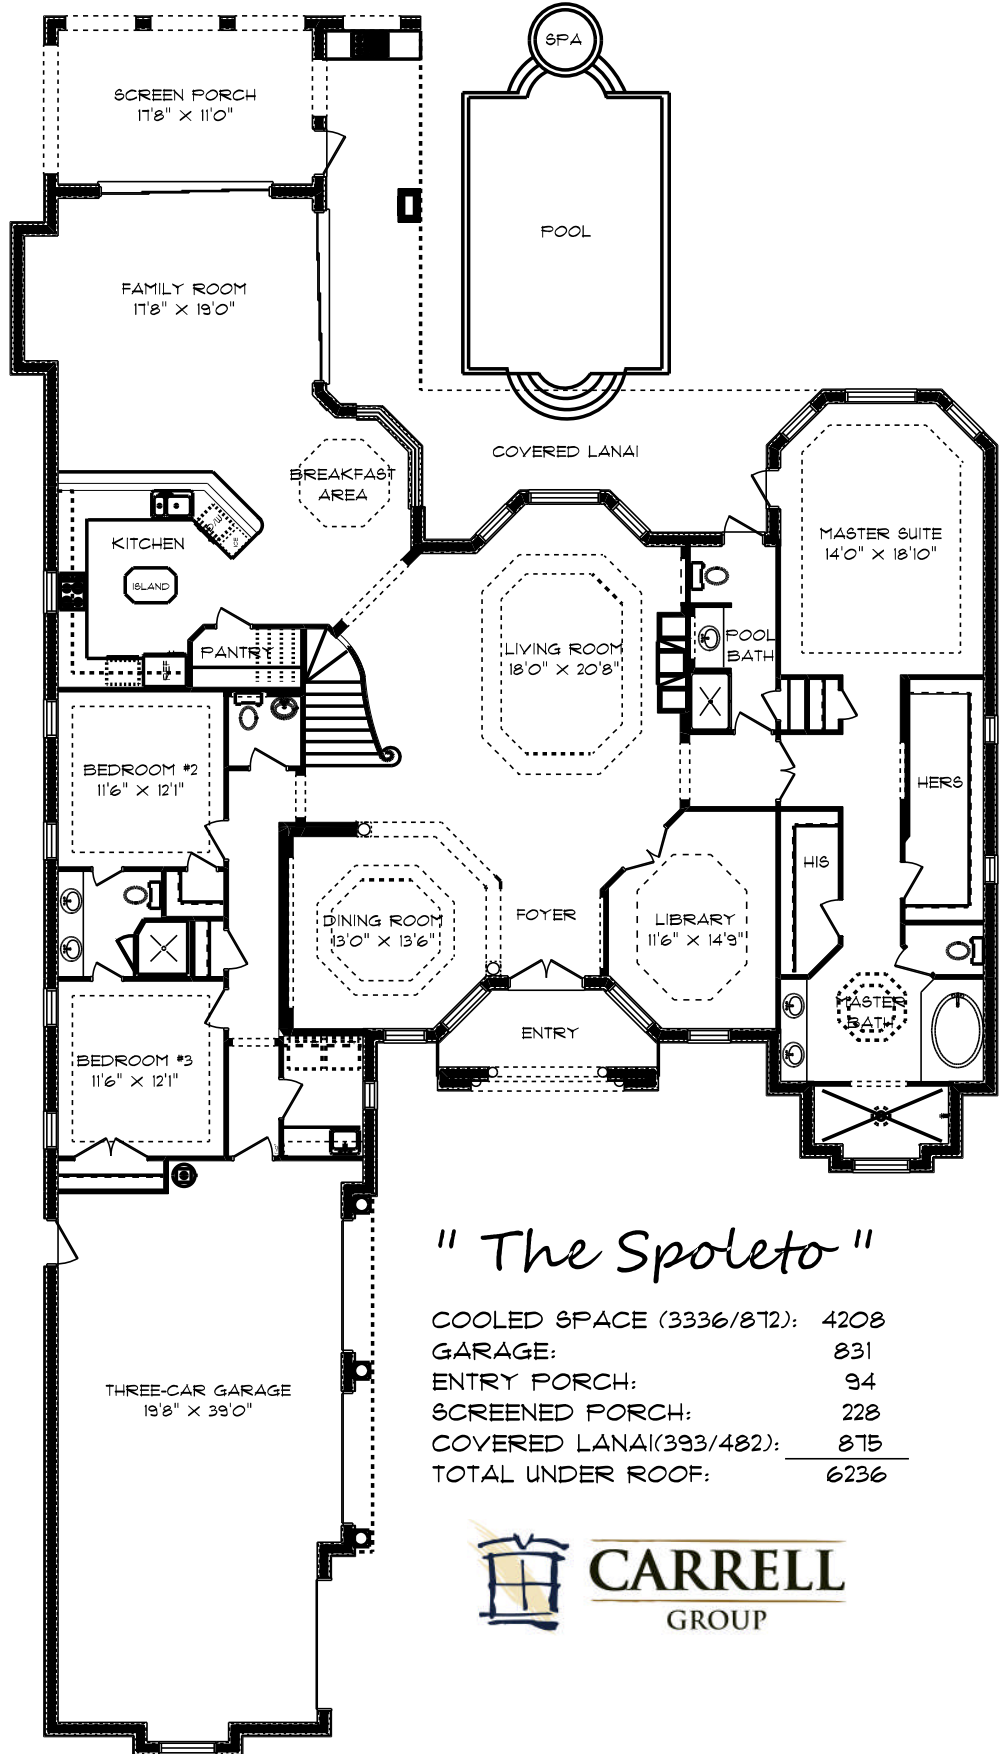 SPA
SCREEN PORCH
17'8" X 11'0"
POOL
FAMILY ROOM
17'8" X 19'0"
COVERED LANAI
BREAKFAST
AREA
KITCHEN
ISLAND
MASTER SUITE
14'0" X 18'10"
PANTRY
REF
LIVING ROOM
18'0" X 20'8"
POOL
BATH
BEDROOM #2
11'6" X 12'1"
HERS
HIS
DINING ROOM
13'0" X 13'6"
FOYER
LIBRARY
11'6" X 14'9"
MASTER
BATH
ENTRY
BEDROOM #3
11'6" X 12'1"
" The Spoleto "
COOLED SPACE (3336/872): 4208
GARAGE: 831
ENTRY PORCH: 94
SCREENED PORCH: 228
COVERED LANAI(393/482): 875
TOTAL UNDER ROOF: 6236
THREE-CAR GARAGE
19'8" X 39'0"
CARRELL
GROUP